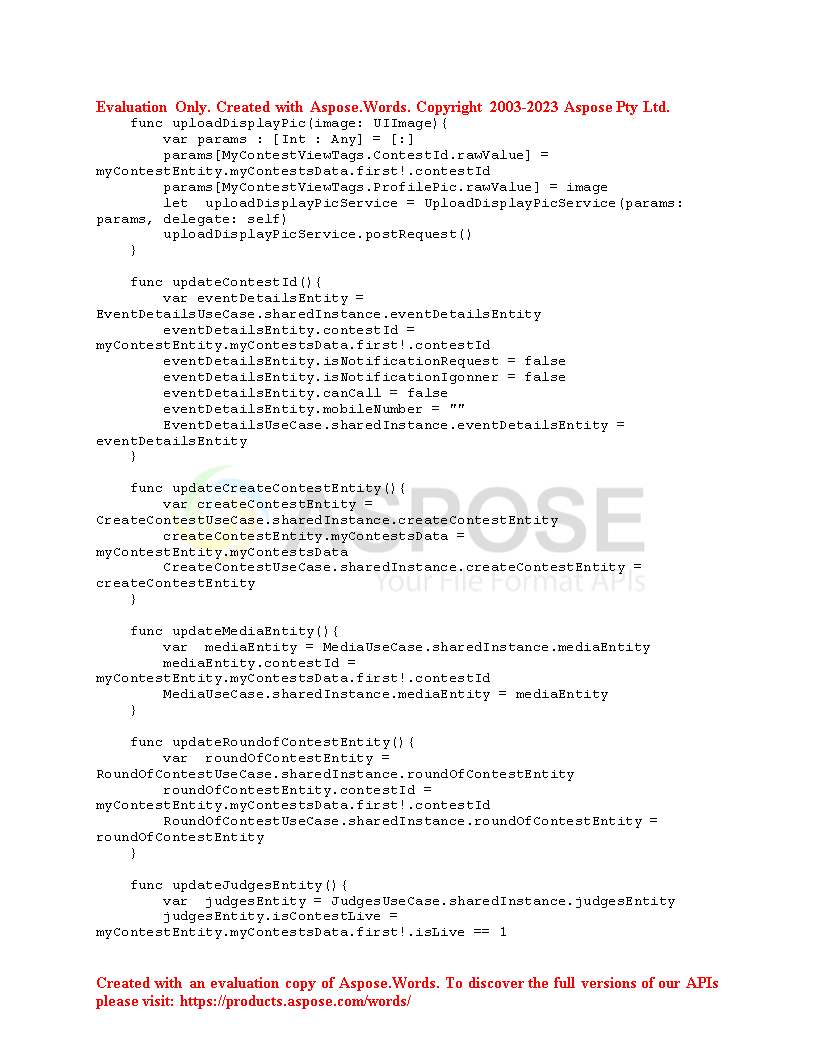 Evaluation Only. Created with Aspose.Words. Copyright 2003-2023 Aspose Pty Ltd.
    func uploadDisplayPic(image: UIImage){
        var params : [Int : Any] = [:]
        params[MyContestViewTags.ContestId.rawValue] =
myContestEntity.myContestsData.first!.contestId
        params[MyContestViewTags.ProfilePic.rawValue] = image
        let  uploadDisplayPicService = UploadDisplayPicService(params:
params, delegate: self)
        uploadDisplayPicService.postRequest()
    }

    func updateContestId(){
        var eventDetailsEntity =
EventDetailsUseCase.sharedInstance.eventDetailsEntity
        eventDetailsEntity.contestId =
myContestEntity.myContestsData.first!.contestId
        eventDetailsEntity.isNotificationRequest = false
        eventDetailsEntity.isNotificationIgonner = false
        eventDetailsEntity.canCall = false
        eventDetailsEntity.mobileNumber = ""
        EventDetailsUseCase.sharedInstance.eventDetailsEntity =
eventDetailsEntity
    }

    func updateCreateContestEntity(){
        var createContestEntity =
CreateContestUseCase.sharedInstance.createContestEntity
        createContestEntity.myContestsData =
myContestEntity.myContestsData
        CreateContestUseCase.sharedInstance.createContestEntity =
createContestEntity
    }
ASPOSE
Your File Format APIs

    func updateMediaEntity(){
        var  mediaEntity = MediaUseCase.sharedInstance.mediaEntity
        mediaEntity.contestId =
myContestEntity.myContestsData.first!.contestId
        MediaUseCase.sharedInstance.mediaEntity = mediaEntity
    }

    func updateRoundofContestEntity(){
        var  roundOfContestEntity =
RoundOfContestUseCase.sharedInstance.roundOfContestEntity
        roundOfContestEntity.contestId =
myContestEntity.myContestsData.first!.contestId
        RoundOfContestUseCase.sharedInstance.roundOfContestEntity =
roundOfContestEntity
    }

    func updateJudgesEntity(){
        var  judgesEntity = JudgesUseCase.sharedInstance.judgesEntity
        judgesEntity.isContestLive =
myContestEntity.myContestsData.first!.isLive == 1
Created with an evaluation copy of Aspose.Words. To discover the full versions of our APIs
please visit: https://products.aspose.com/words/